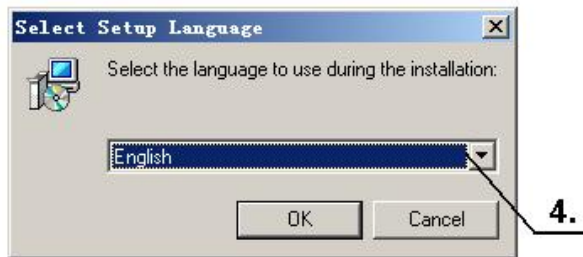 Select Setup Language
Select the language to use during the installation:
English
OK
Cancel
4.